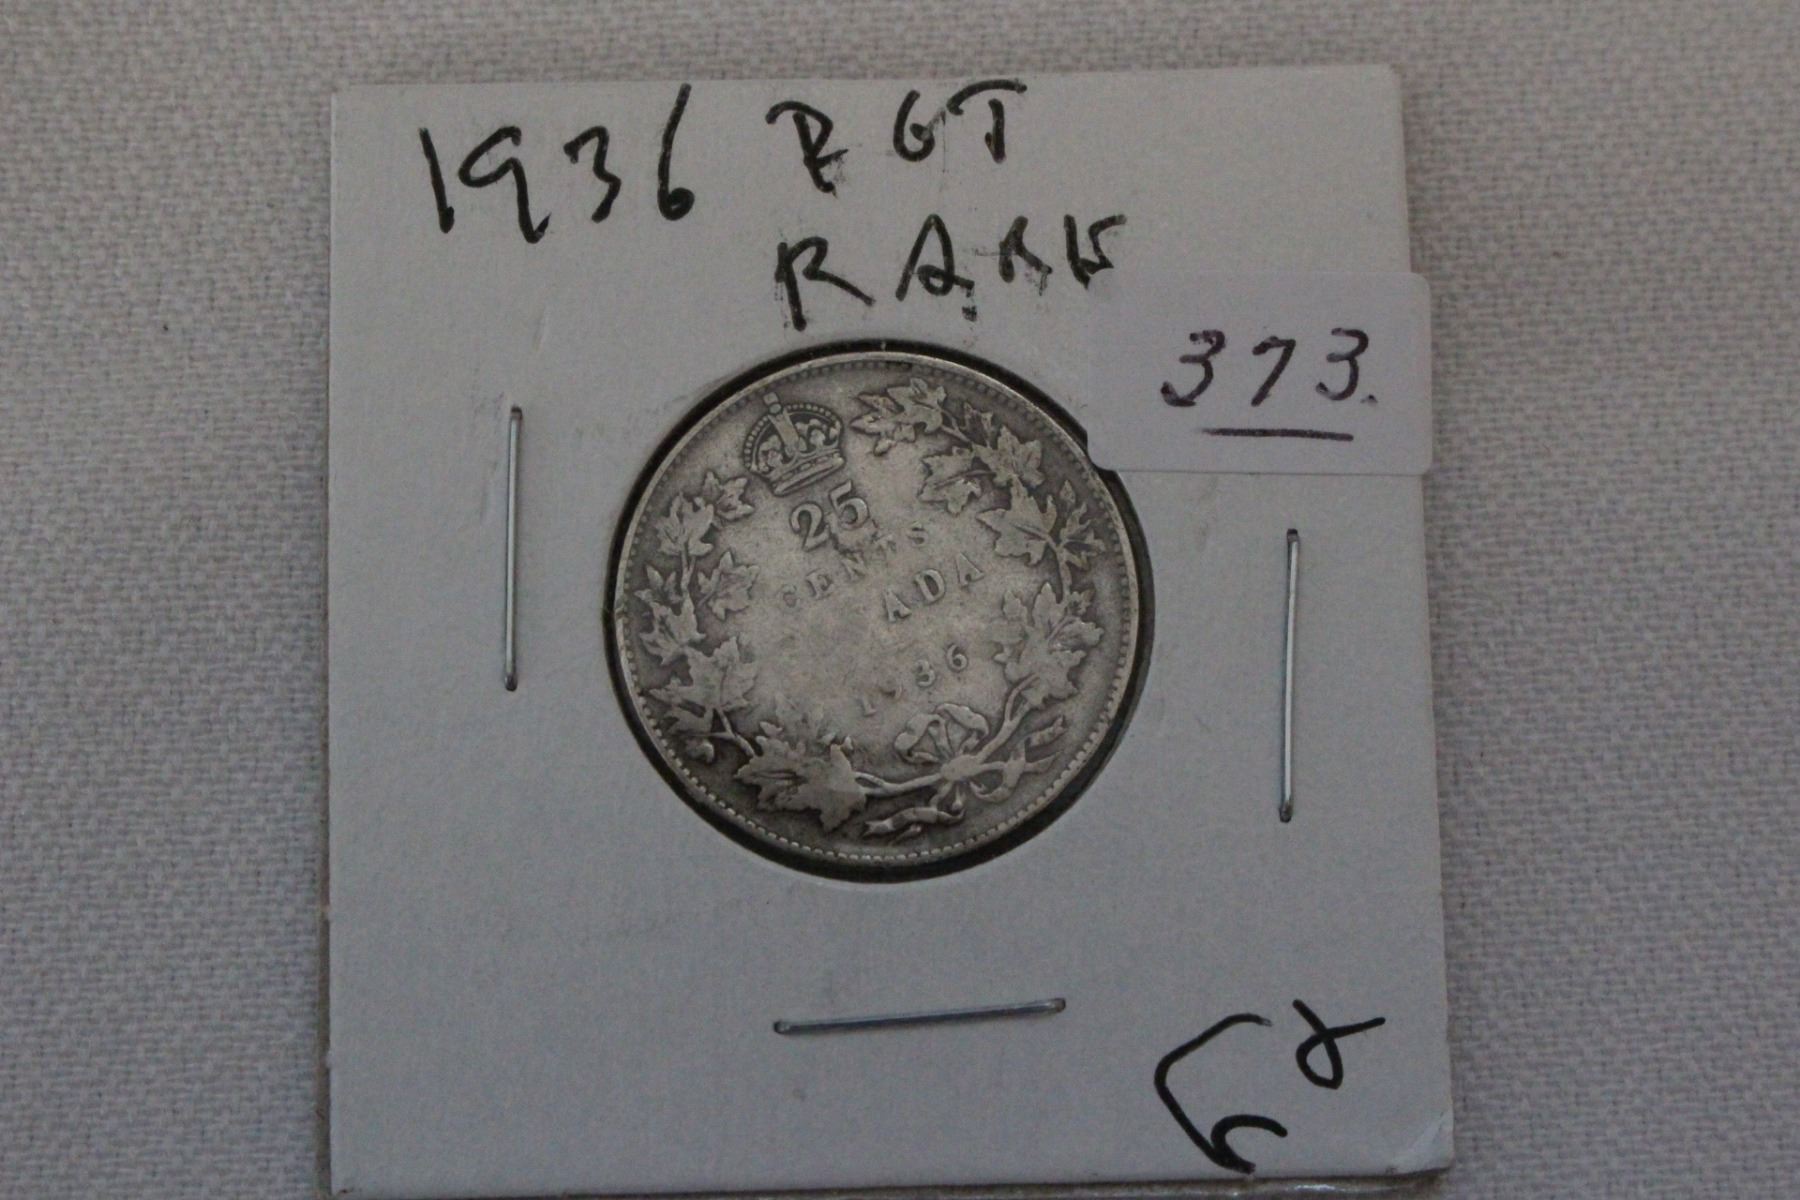 1936 RGT
RARE
373.
25
CENTS
ADA
1936